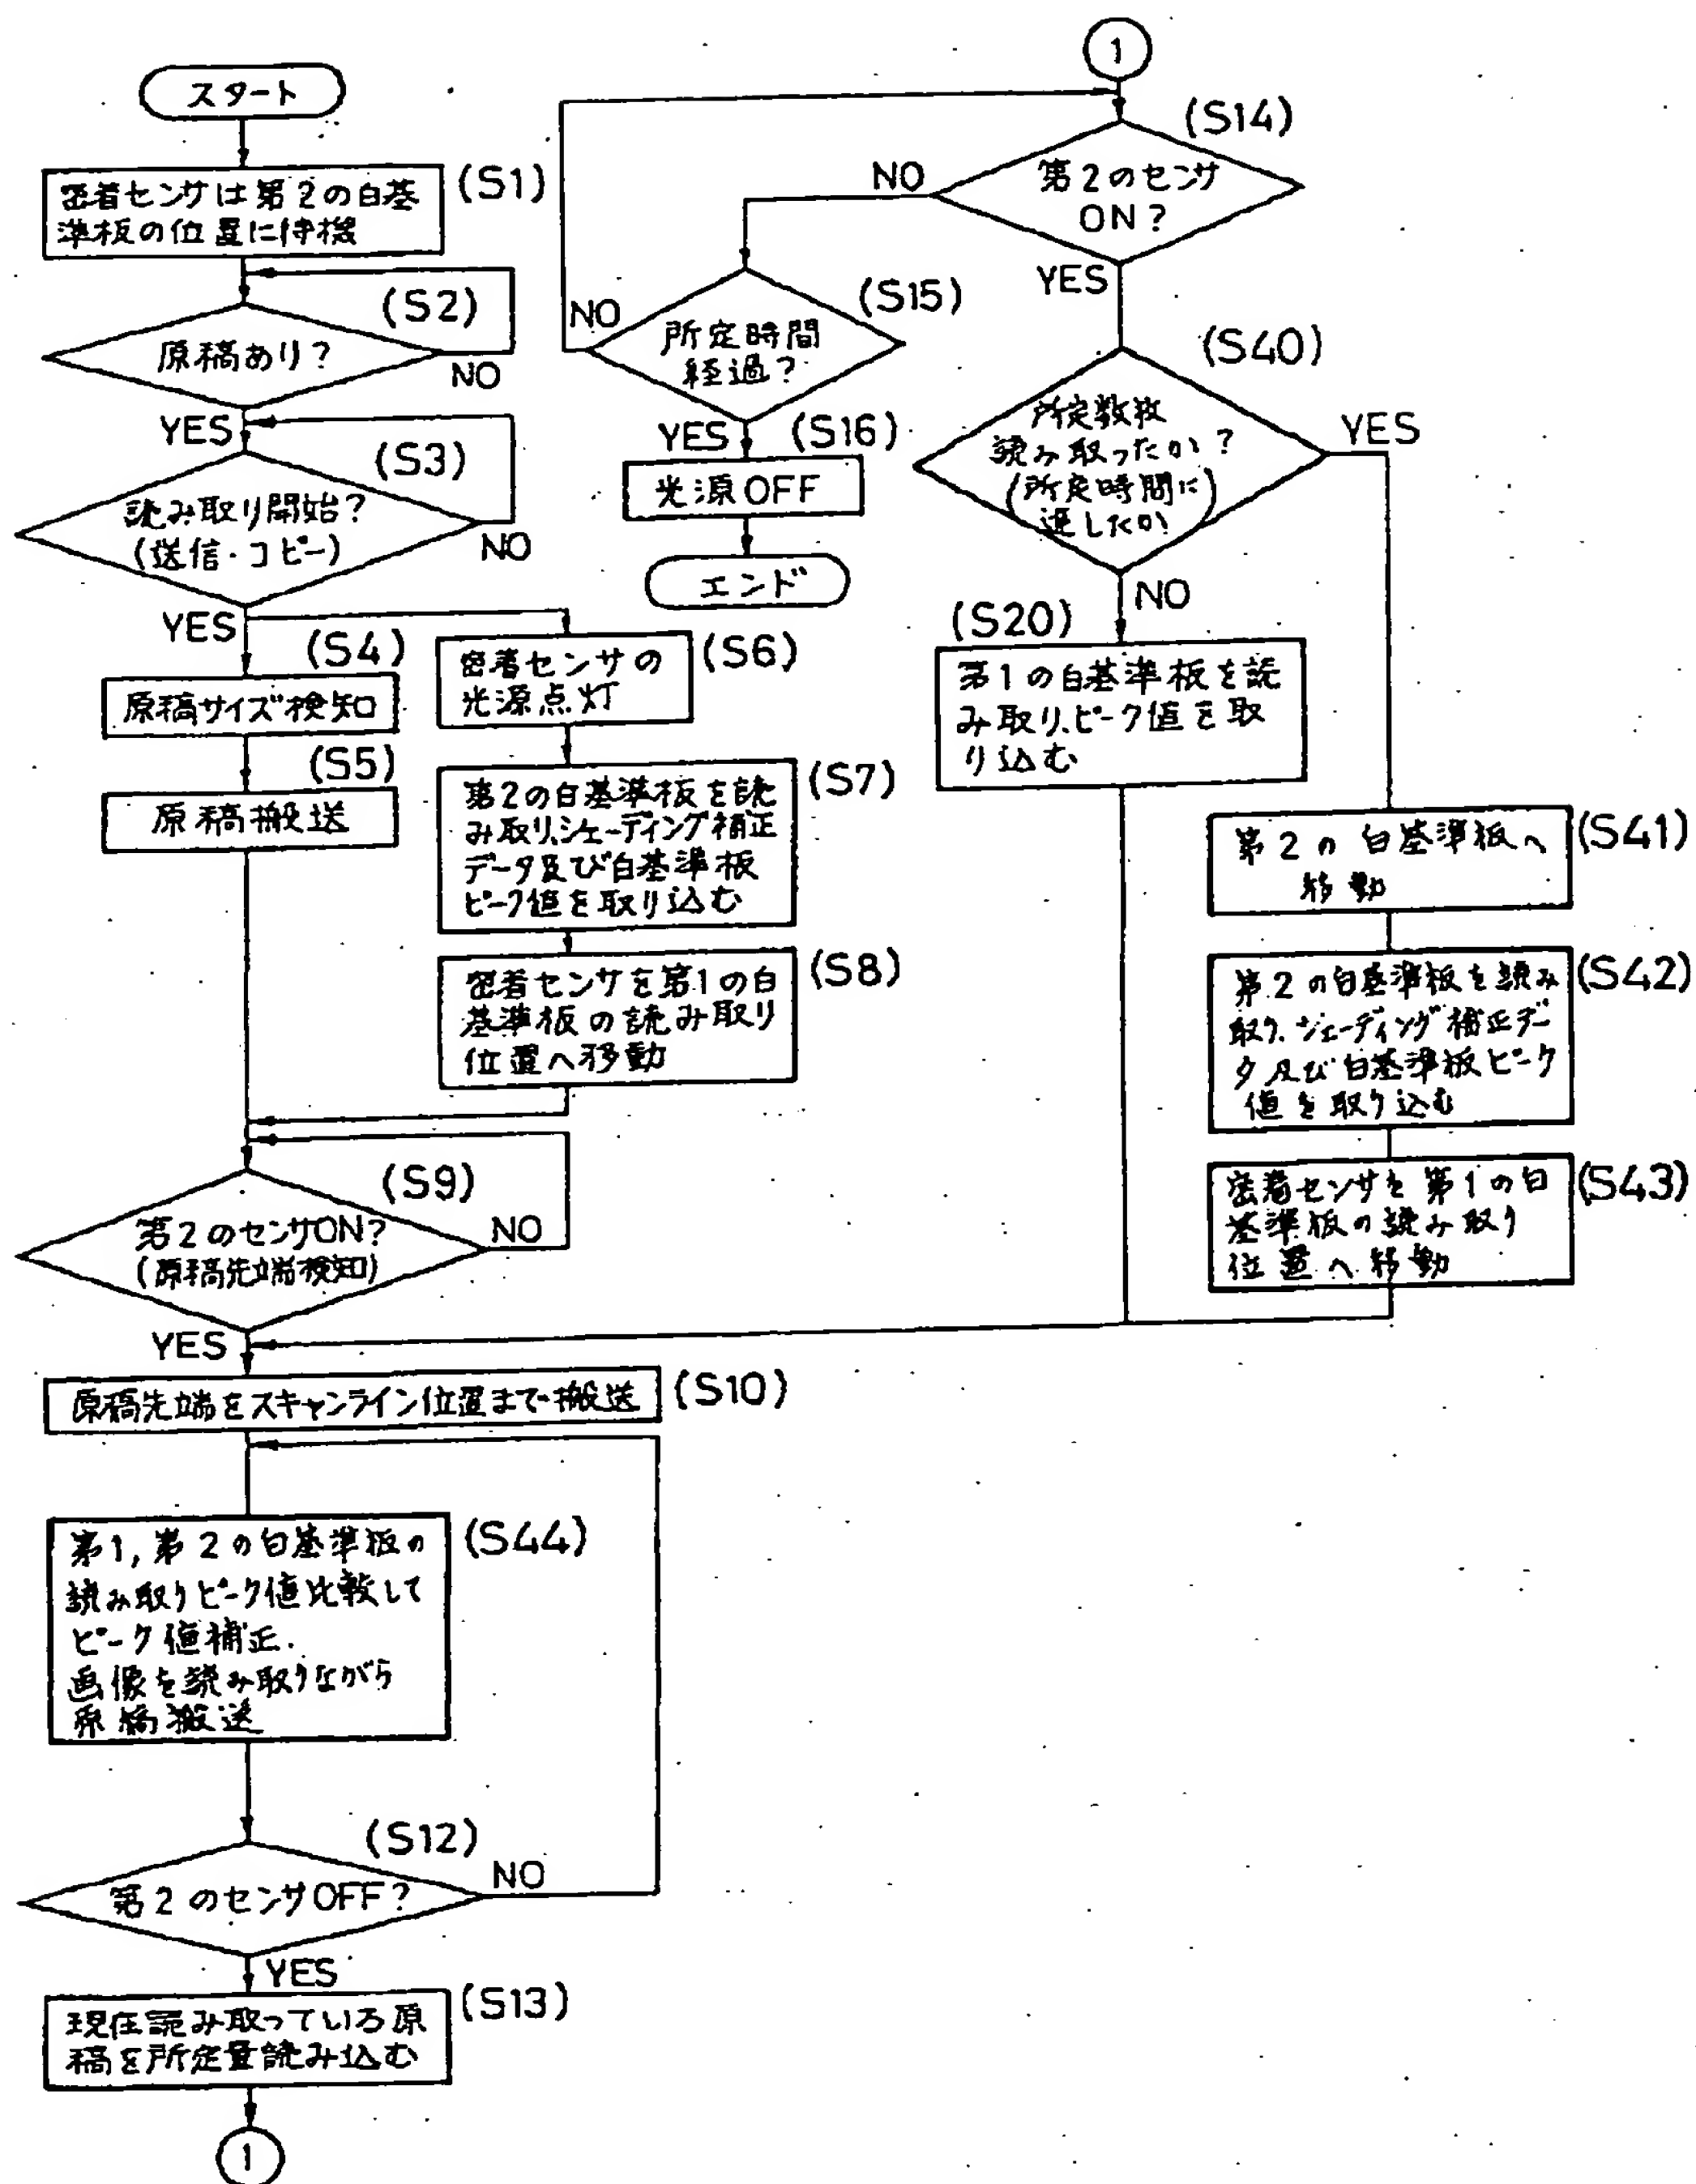 スタート
(S1)
密着センサは第2の白基
準板の位置に待機
(S2)
原稿あり?
NO
YES
(S3)
読み取り開始?
(送信・コピー)
NO
YES
(S4)
原稿サイズ検知
(S5)
原稿搬送
(S6)
密着センサの
光源点灯
(S7)
第2の白基準板を読
み取り、シェーディング補正
データ及び白基準板
ピーク値を取り込む
(S8)
密着センサを第1の白
基準板の読み取り
位置へ移動
(S9)
第2のセンサON?
(原稿先端検知)
NO
YES
(S10)
原稿先端をスキャンライン位置まで搬送
(S44)
第1,第2の白基準板の
読み取りピーク値比較して
ピーク値補正.
画像を読み取りながら
原稿搬送
(S12)
第2のセンサOFF?
NO
YES
(S13)
現在読み取っている原
稿を所定量読み込む
1
1
(S14)
第2のセンサ
ON?
NO
YES
(S15)
所定時間
経過?
NO
YES
(S16)
光源OFF
エンド
(S40)
所定数枚
読み取ったか?
(所定時間に
達したか)
YES
NO
(S20)
第1の白基準板を読
み取り、ピーク値を取
り込む
(S41)
第2の白基準板へ
移動
(S42)
第2の白基準板を読み
取り、シェーディング補正デー
タ及び白基準板ピーク
値を取り込む
(S43)
密着センサを第1の白
基準板の読み取り
位置へ移動